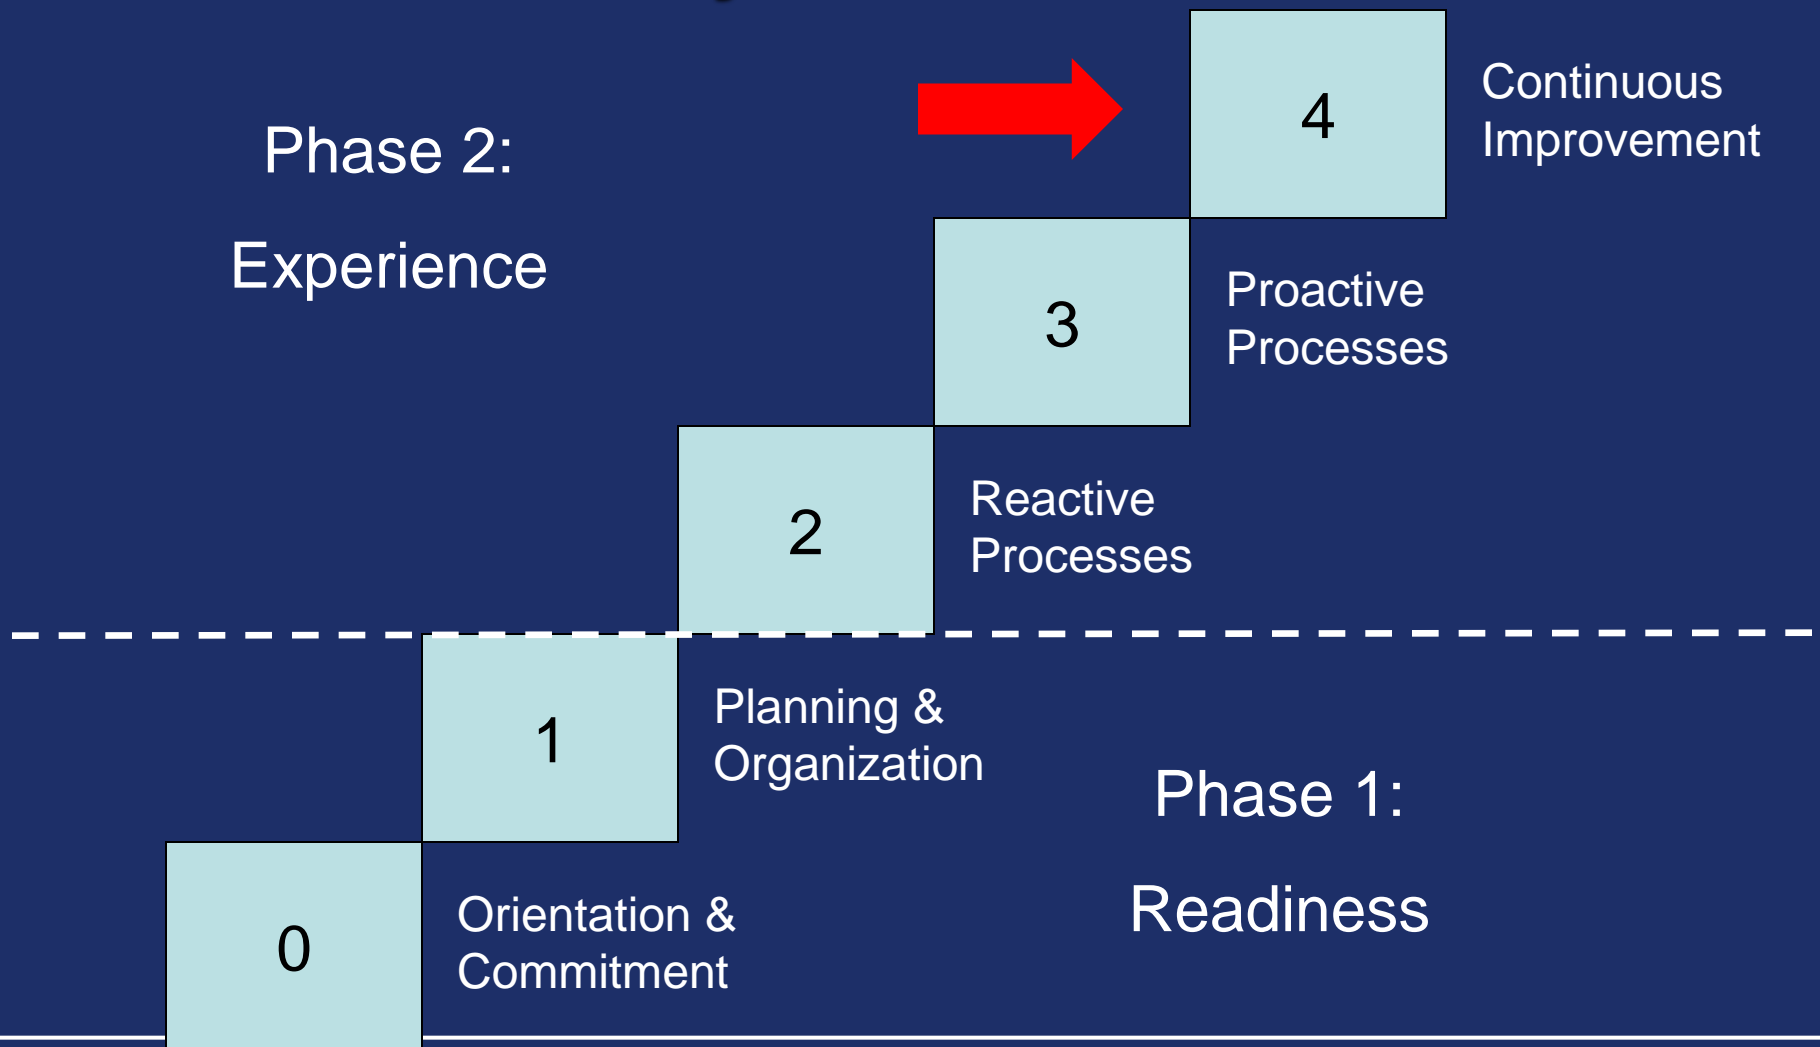 Phase 2:
Experience
4
Continuous
Improvement
3
Proactive
Processes
2
Reactive
Processes
1
Planning &
Organization
Phase 1:
Readiness
0
Orientation &
Commitment